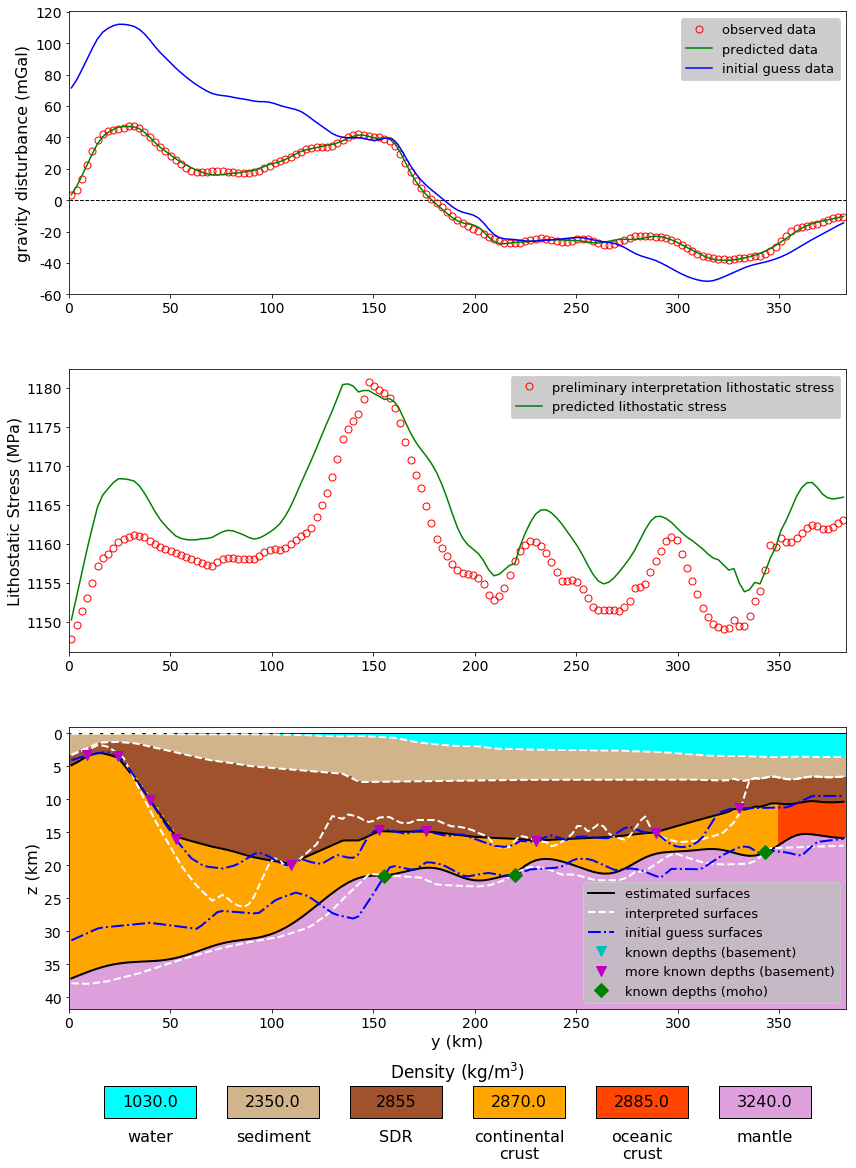 120
100
80
60
40
20
0
-20
-40
-60
gravity disturbance (mGal)
observed data
predicted data
initial guess data
0 50 100 150 200 250 300 350
1180
1175
1170
1165
1160
1155
1150
Lithostatic Stress (MPa)
preliminary interpretation lithostatic stress
predicted lithostatic stress
0 50 100 150 200 250 300 350
0
5
10
15
20
25
30
35
40
z (km)
estimated surfaces
interpreted surfaces
initial guess surfaces
known depths (basement)
more known depths (basement)
known depths (moho)
0 50 100 150 200 250 300 350
y (km)
Density (kg/m³)
1030.0 2350.0 2855 2870.0 2885.0 3240.0
water sediment SDR continental oceanic mantle
crust crust